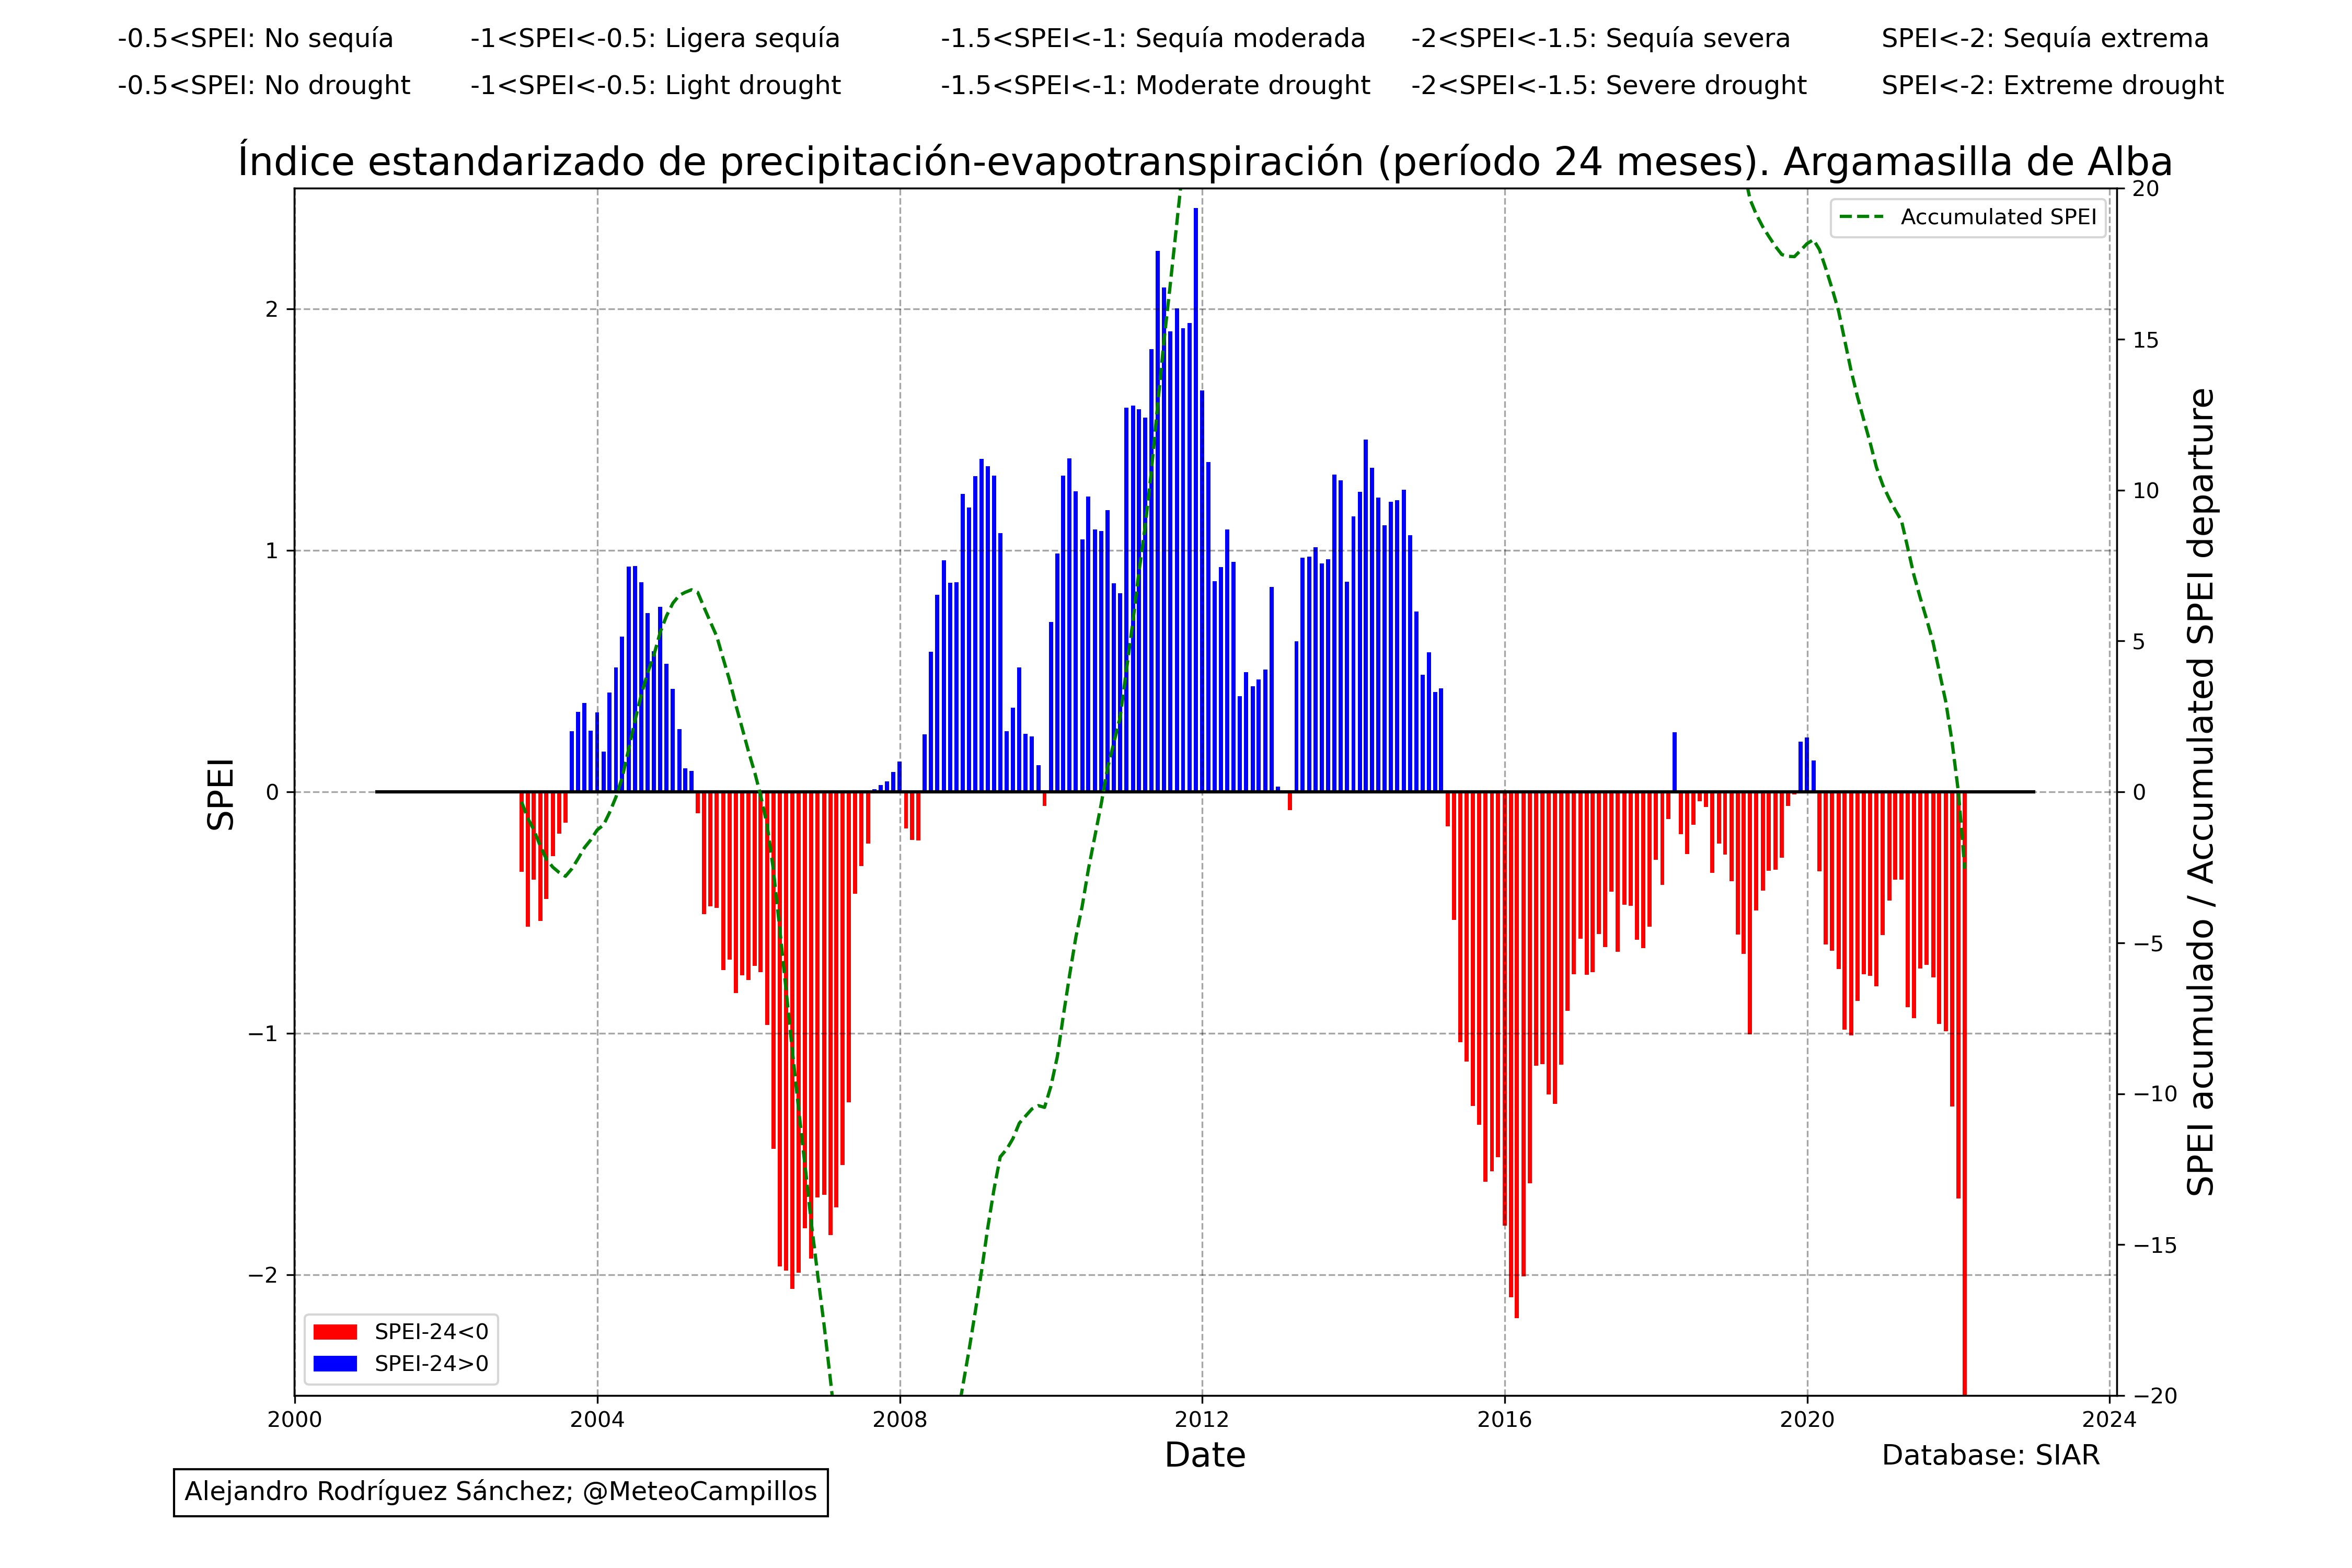 -0.5<SPEI: No sequía -1<SPEI<-0.5: Ligera sequía -1.5<SPEI<-1: Sequía moderada -2<SPEI<-1.5: Sequía severa SPEI<-2: Sequía extrema
-0.5<SPEI: No drought -1<SPEI<-0.5: Light drought -1.5<SPEI<-1: Moderate drought -2<SPEI<-1.5: Severe drought SPEI<-2: Extreme drought
Índice estandarizado de precipitación-evapotranspiración (período 24 meses). Argamasilla de Alba
Accumulated SPEI
SPEI
2
1
0
−1
−2
20
15
10
5
0
−5
−10
−15
−20
SPEI acumulado / Accumulated SPEI departure
SPEI-24<0
SPEI-24>0
2000 2004 2008 2012 2016 2020 2024
Date
Database: SIAR
Alejandro Rodríguez Sánchez; @MeteoCampillos